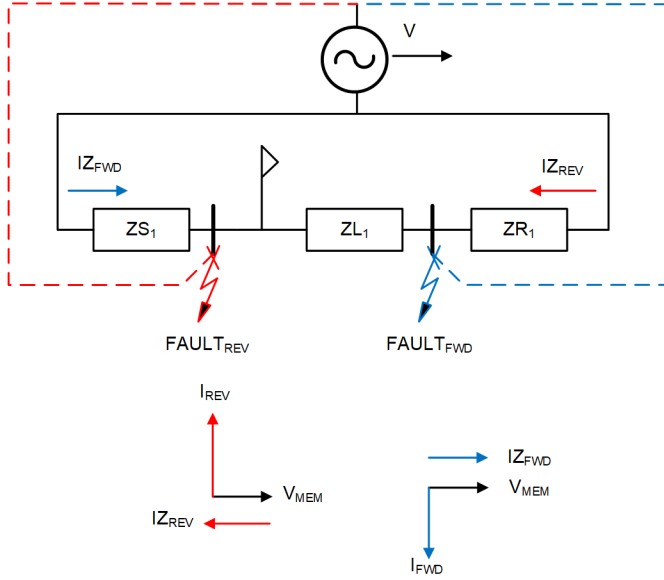 V
IZFWD
IZREV
ZS1
ZL1
ZR1
FAULTREV
FAULTFWD
IREV
IZFWD
VMEM
VMEM
IZREV
IFWD